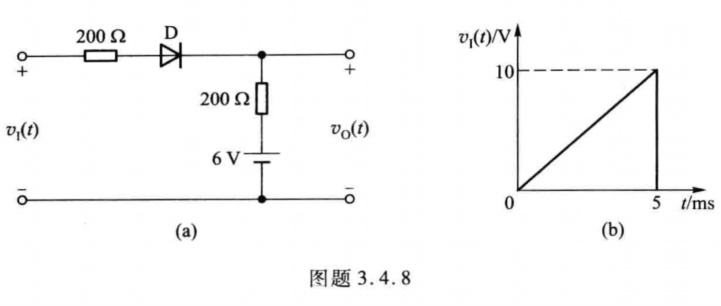 200 Ω
D
+
+
200 Ω
v_I(t)
v_O(t)
6 V
−
−
(a)
v_I(t)/V
10
0
5
t/ms
(b)
图题 3.4.8